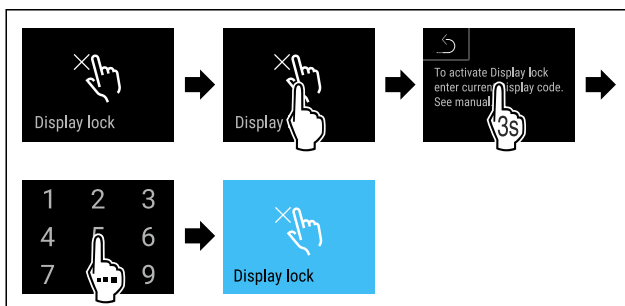 Display lock
Display
To activate Display lock
enter current display code.
See manual.
3s
1 2 3
4 5 6
7 9
Display lock